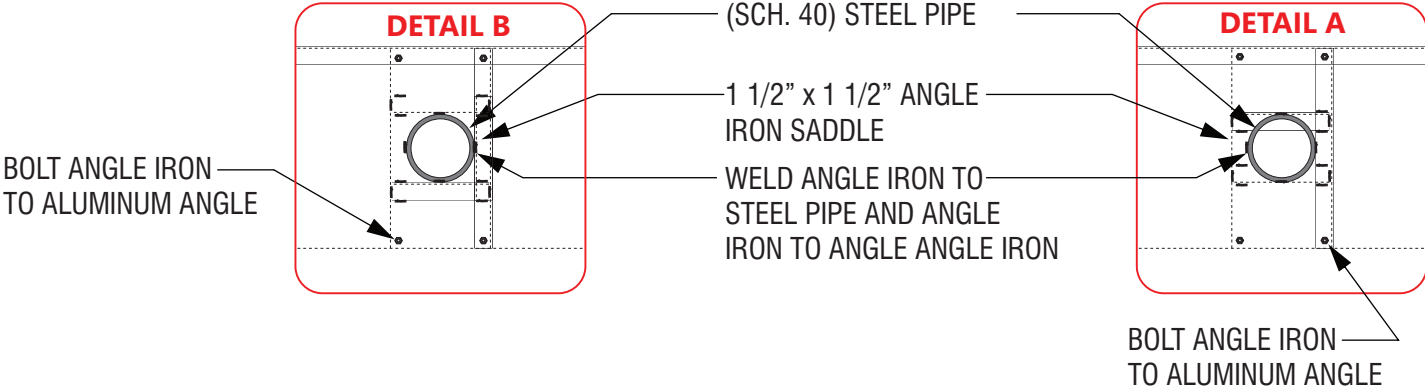 DETAIL B
(SCH. 40) STEEL PIPE
DETAIL A
1 1/2” x 1 1/2” ANGLE
IRON SADDLE
BOLT ANGLE IRON
TO ALUMINUM ANGLE
WELD ANGLE IRON TO
STEEL PIPE AND ANGLE
IRON TO ANGLE ANGLE IRON
BOLT ANGLE IRON
TO ALUMINUM ANGLE